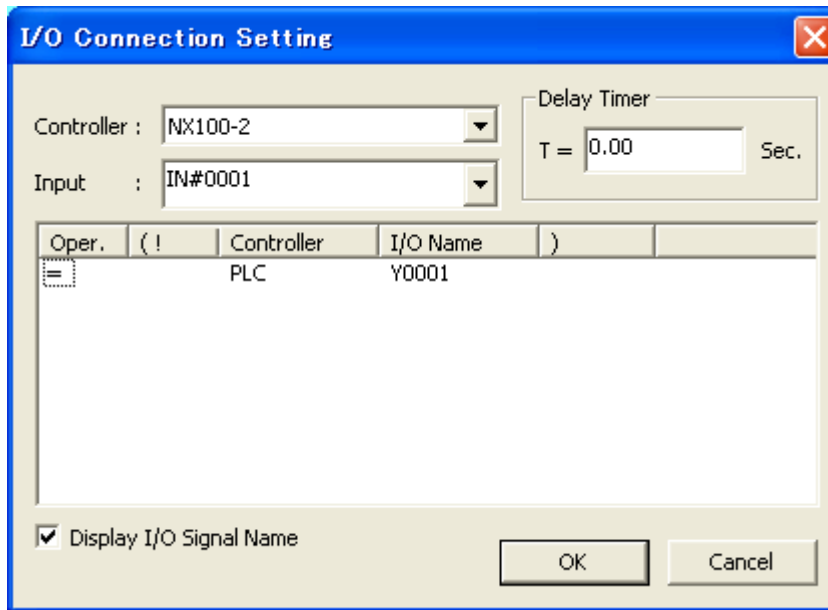 I/O Connection Setting
Controller : NX100-2
Input : IN#0001
Delay Timer
T = 0.00 Sec.
Oper. ( ! Controller I/O Name )
= PLC Y0001
Display I/O Signal Name
OK Cancel